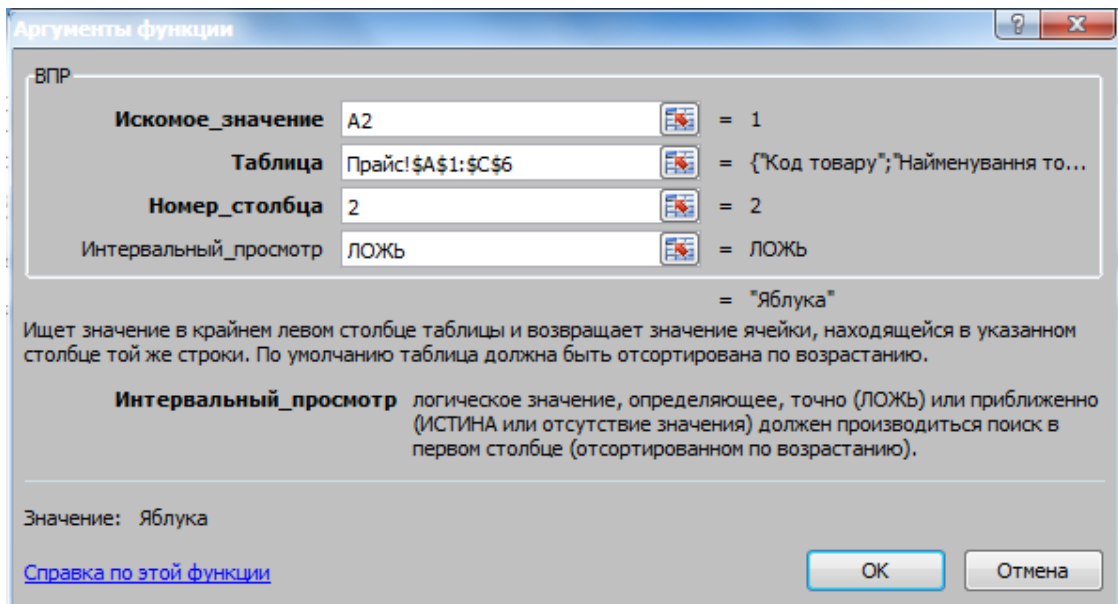 Аргументы функции
ВПР
Искомое_значение A2 = 1
Таблица Прайс!$A$1:$C$6 = {"Код товару";"Найменування то...
Номер_столбца 2 = 2
Интервальный_просмотр ЛОЖЬ = ЛОЖЬ
= "Яблука"
Ищет значение в крайнем левом столбце таблицы и возвращает значение ячейки, находящейся в указанном
столбце той же строки. По умолчанию таблица должна быть отсортирована по возрастанию.
Интервальный_просмотр логическое значение, определяющее, точно (ЛОЖЬ) или приближенно
(ИСТИНА или отсутствие значения) должен производиться поиск в
первом столбце (отсортированном по возрастанию).
Значение: Яблука
Справка по этой функции
ОК Отмена